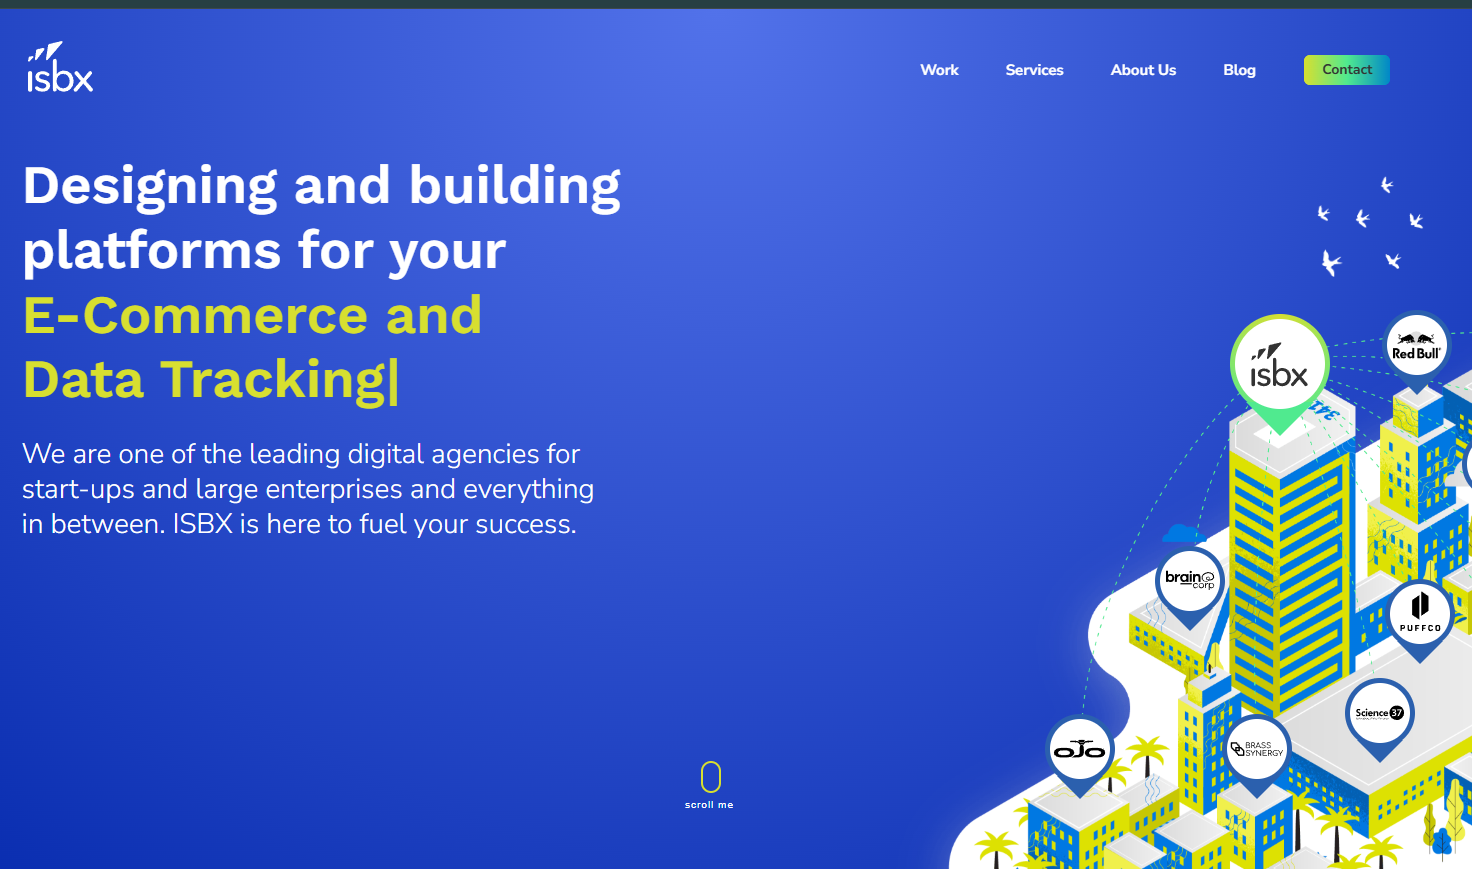 isbx
Work
Services
About Us
Blog
Contact
Designing and building
platforms for your
E-Commerce and
Data Tracking|
We are one of the leading digital agencies for
start-ups and large enterprises and everything
in between. ISBX is here to fuel your success.
isbx
Red Bull
341
brain
corp
PUFFCO
Science 37
OJO
BRASS
SYNERGY
scroll me